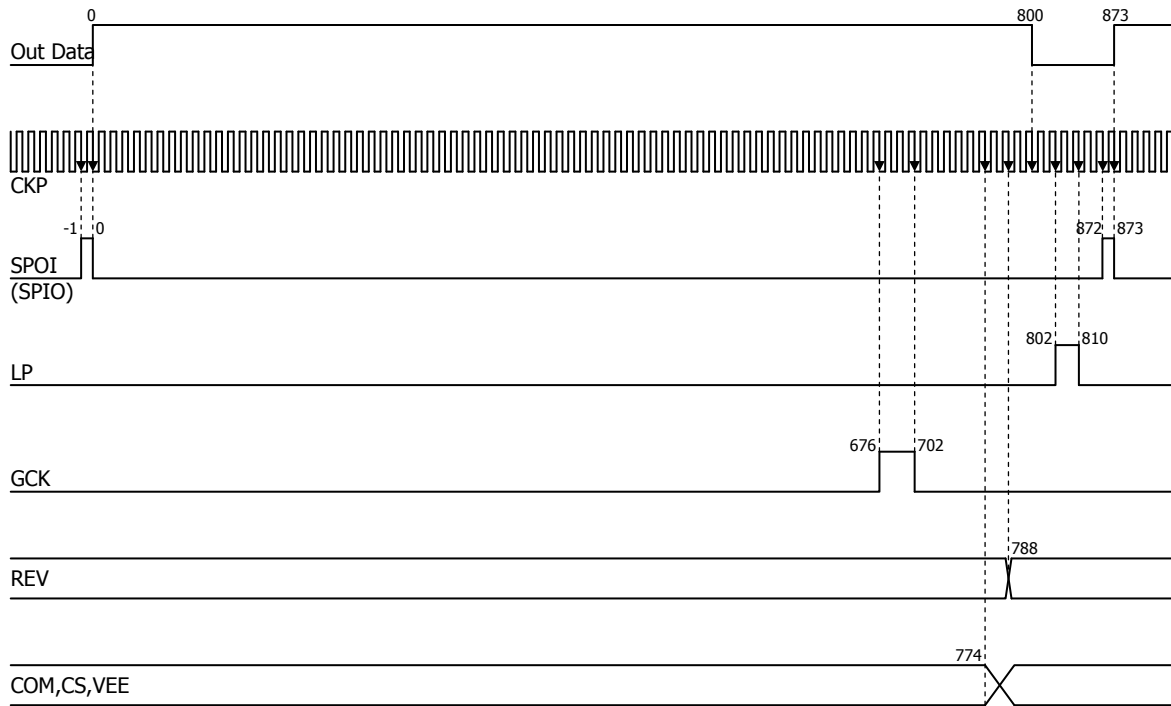 0 800 873
Out Data
CKP
-1 0 872 873
SPOI
(SPIO)
802 810
LP
676 702
GCK
788
REV
774
COM,CS,VEE